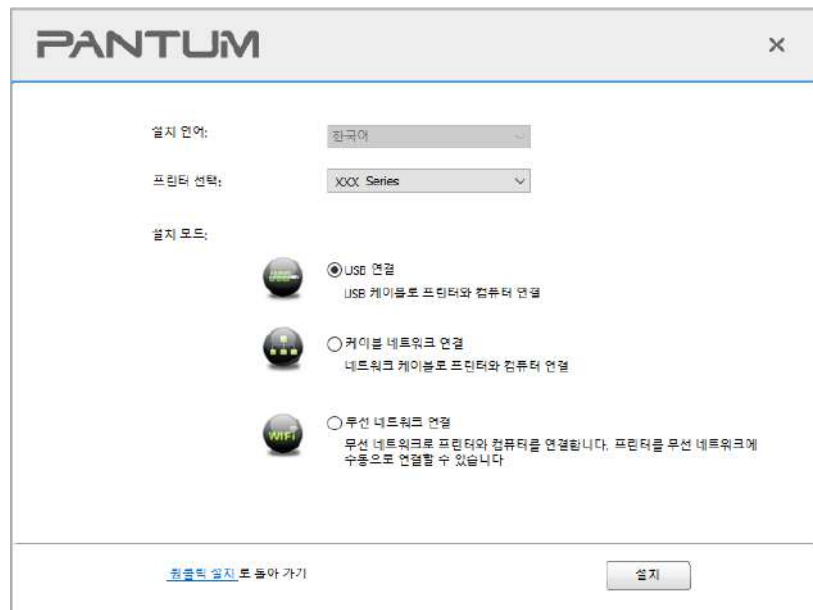 PANTUM
설치 언어:
한국어
프린터 선택:
XXX Series
설치 모드:
USB 연결
USB 케이블로 프린터와 컴퓨터 연결
케이블 네트워크 연결
네트워크 케이블로 프린터와 컴퓨터 연결
WiFi
무선 네트워크 연결
무선 네트워크로 프린터와 컴퓨터를 연결합니다. 프린터를 무선 네트워크에
수동으로 연결할 수 있습니다
원클릭 설치 로 돌아 가기
설치